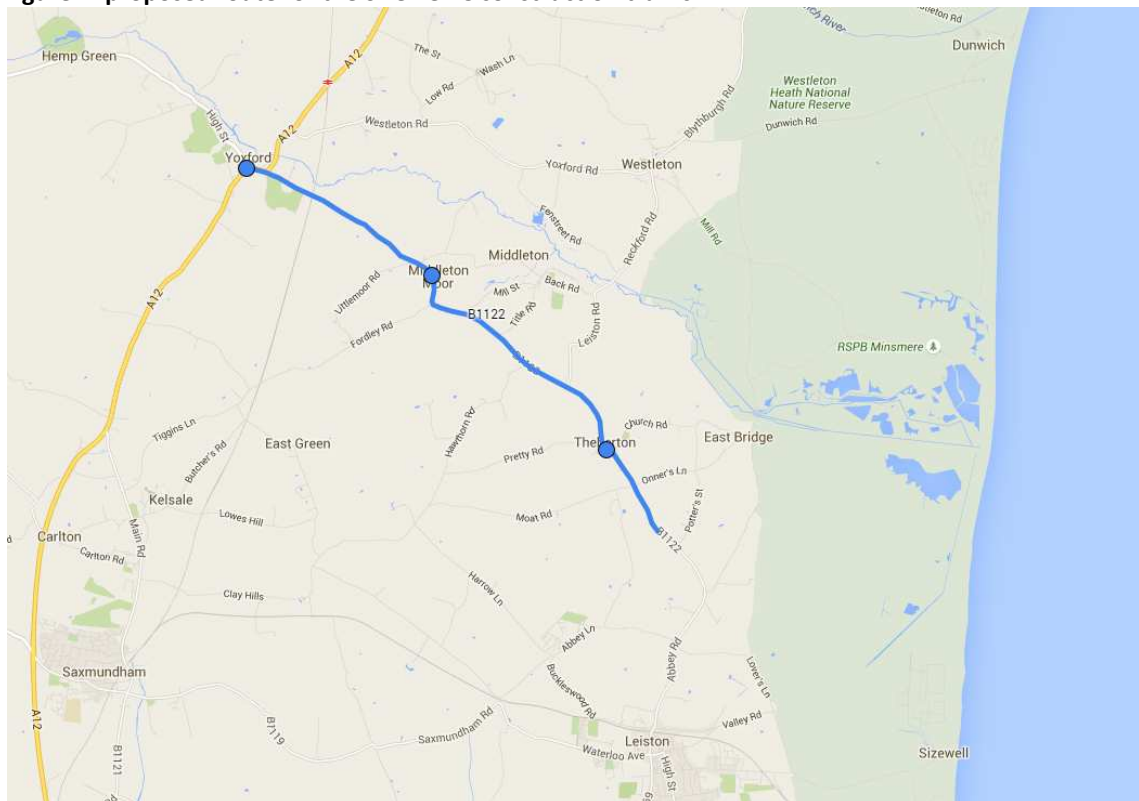 Hemp Green
A12
The St
Wash Ln
Low Rd
Dunwich
Westleton
Heath National
Nature Reserve
Blythburgh Rd
Dunwich Rd
High St
A12
Westleton Rd
Yoxford
Yoxford Rd
Westleton
Fenstreet Rd
Reckford Rd
Mill Rd
Middleton
Middleton
Moor
Littlemoor Rd
Mill St
Back Rd
Title Rd
B1122
Leiston Rd
Fordley Rd
A12
RSPB Minsmere
B1122
Hawthorn Rd
Tiggins Ln
Butcher's Rd
East Green
Church Rd
Theberton
East Bridge
Pretty Rd
Onner's Ln
Potter's St
Kelsale
Lowes Hill
Moat Rd
B1122
Carlton
Main Rd
Carlton Rd
Clay Hills
Harrow Ln
Abbey Ln
Abbey Rd
Lover's Ln
Buckleswood Rd
Saxmundham
A12
B1121
B1119
Saxmundham Rd
Valley Rd
Leiston
Waterloo Ave
High St
Sizewell